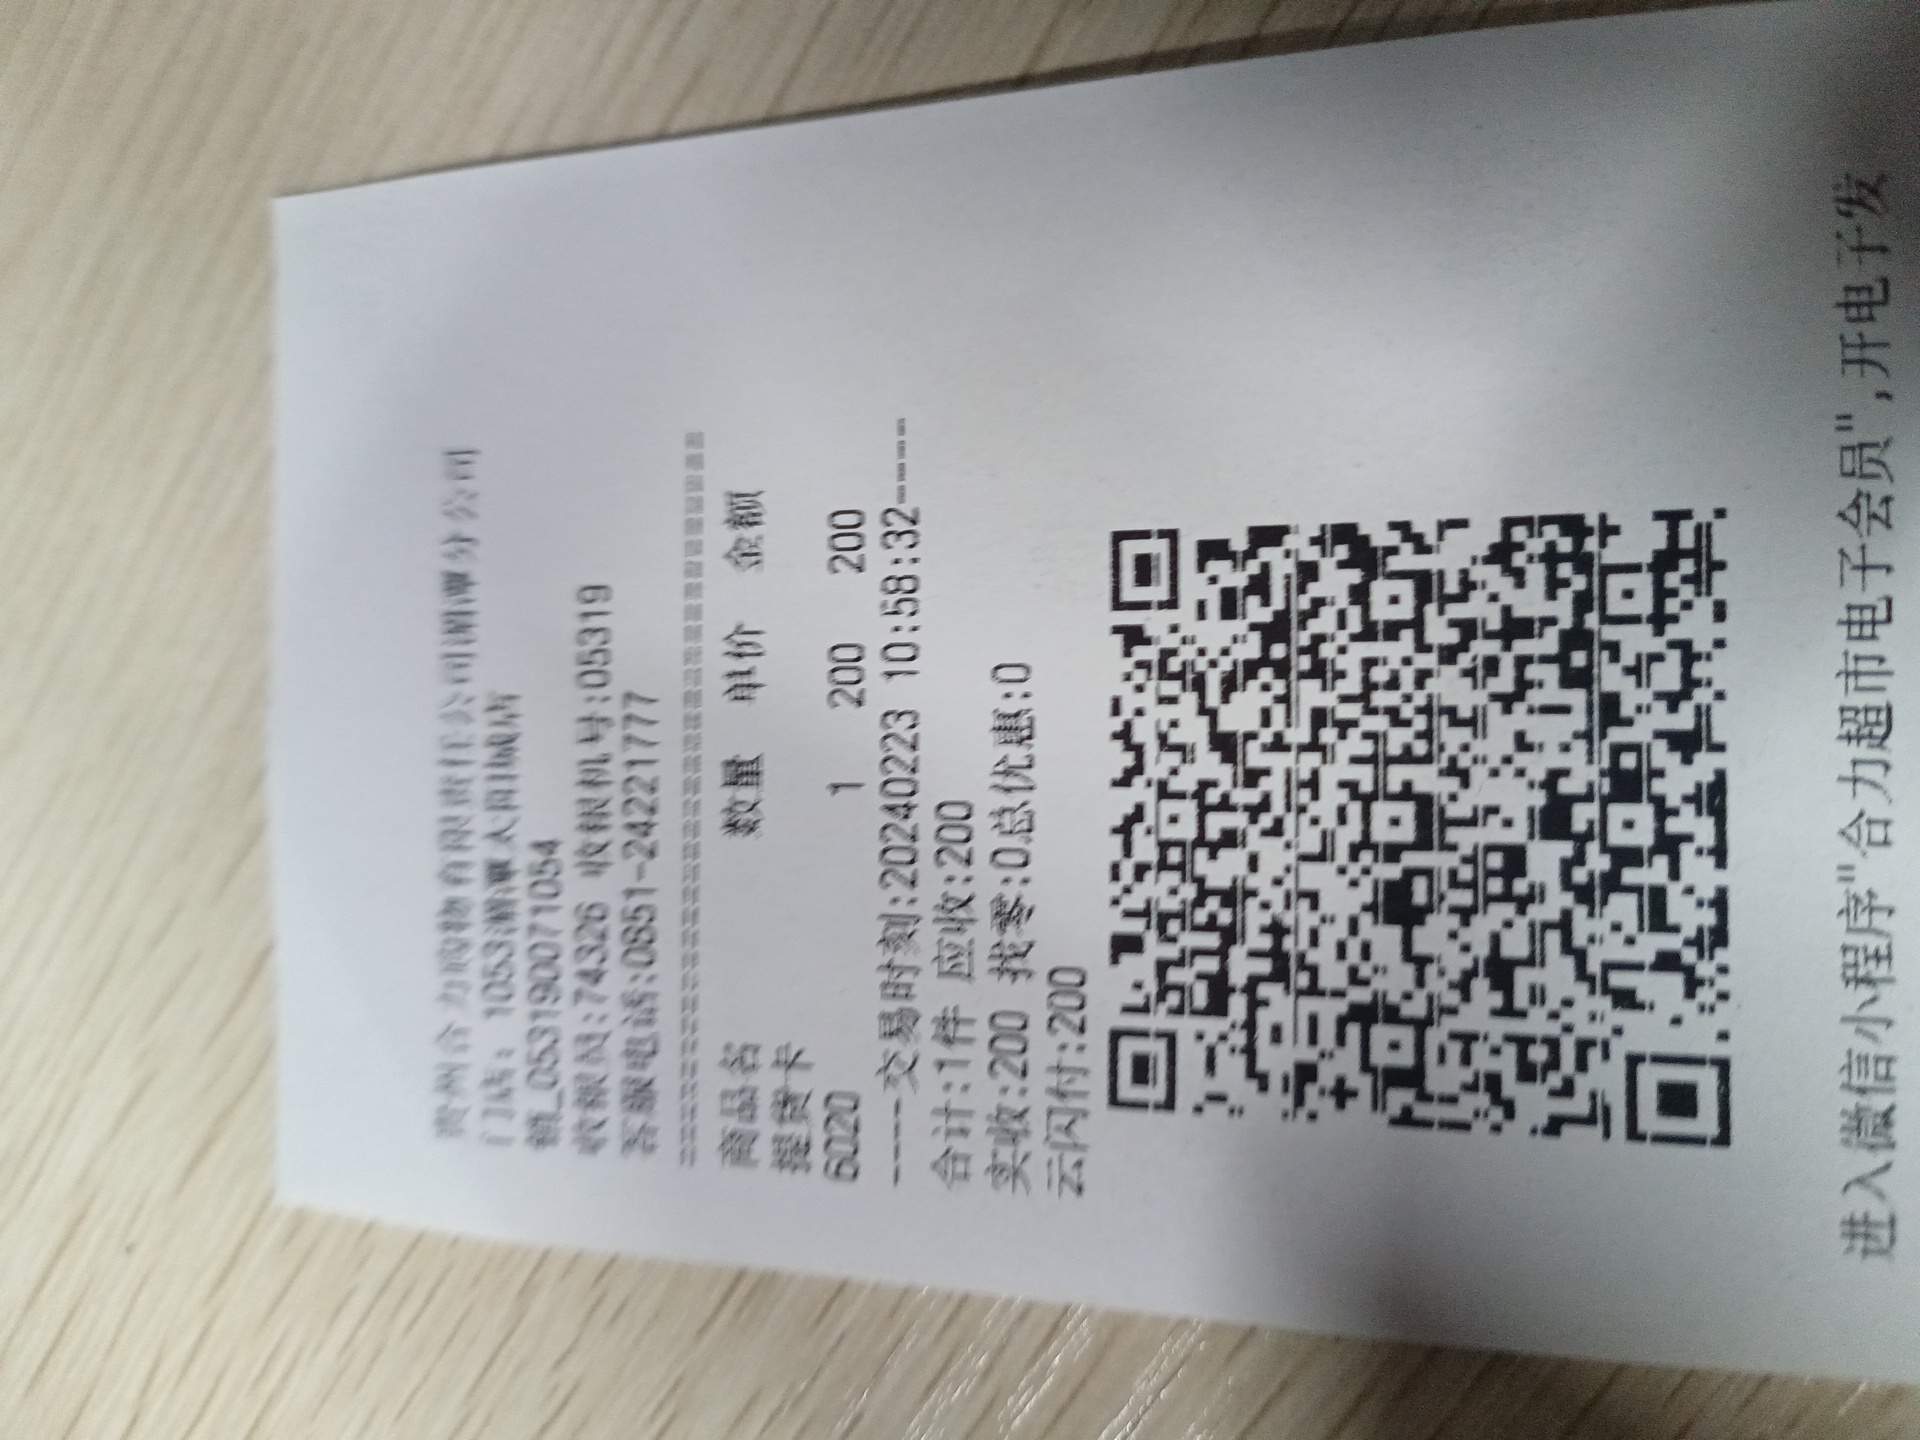 贵州合力购物有限责任公司湄潭分公司
门店：1053湄潭大同城店
销_053190071054
收银员:74326 收银机号:05319
客服电话:0851-24221777
==============================
商品名 数量 单价 金额
提货卡
6020 1 200 200
----交易时刻:20240223 10:58:32----
合计:1件 应收:200
实收:200 找零:0总优惠:0
云闪付:200
进入微信小程序"合力超市电子会员",开电子发